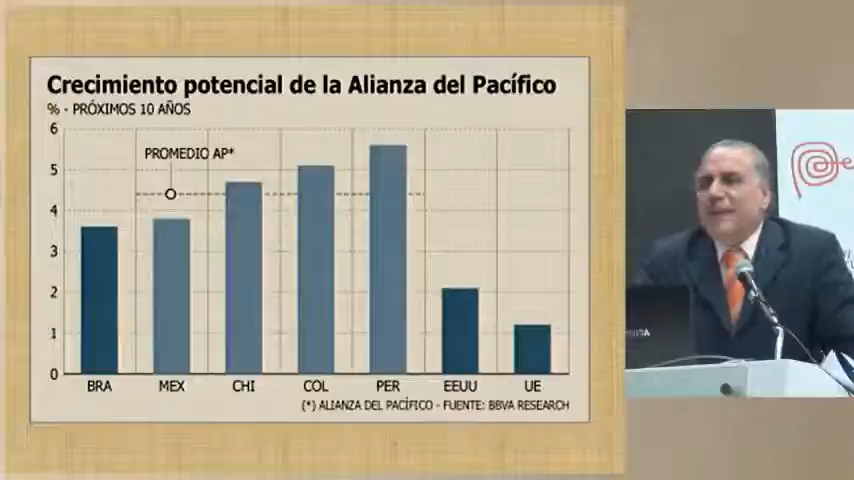 Crecimiento potencial de la Alianza del Pacífico
% - PRÓXIMOS 10 AÑOS
6
PROMEDIO AP*
5
4
3
2
1
0
BRA MEX CHI COL PER EEUU UE
(*) ALIANZA DEL PACÍFICO - FUENTE: BBVA RESEARCH